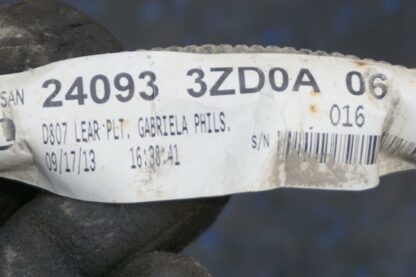 SAN 24093 3ZD0A 06
D807 LEAR PLT. GABRIELA PHILS. 016
09/17/13 16:38:41 S/N